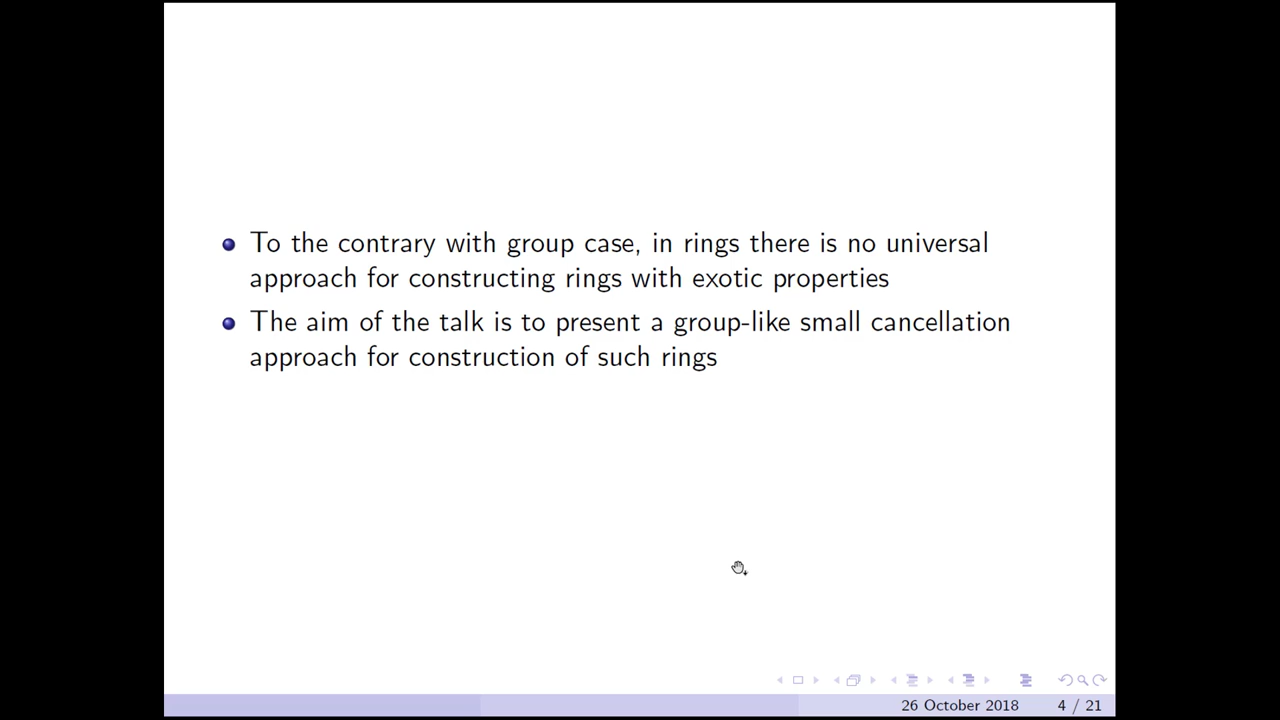 To the contrary with group case, in rings there is no universal
approach for constructing rings with exotic properties
The aim of the talk is to present a group-like small cancellation
approach for construction of such rings
26 October 2018 4 / 21